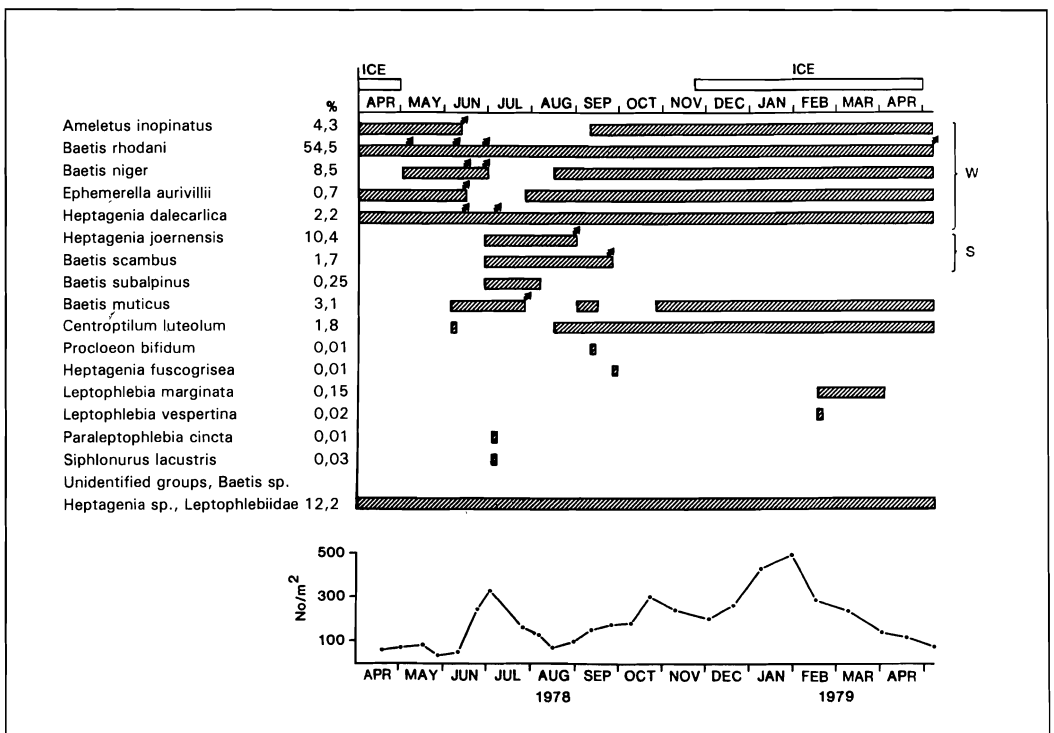 ICE ICE
% APR MAY JUN JUL AUG SEP OCT NOV DEC JAN FEB MAR APR
Ameletus inopinatus 4,3
Baetis rhodani 54,5
Baetis niger 8,5
W
Ephemerella aurivillii 0,7
Heptagenia dalecarlica 2,2
Heptagenia joernensis 10,4
S
Baetis scambus 1,7
Baetis subalpinus 0,25
Baetis muticus 3,1
Centroptilum luteolum 1,8
Procloeon bifidum 0,01
Heptagenia fuscogrisea 0,01
Leptophlebia marginata 0,15
Leptophlebia vespertina 0,02
Paraleptophlebia cincta 0,01
Siphlonurus lacustris 0,03
Unidentified groups, Baetis sp.
Heptagenia sp., Leptophlebiidae 12,2
No/m²
500
300
100
APR MAY JUN JUL AUG SEP OCT NOV DEC JAN FEB MAR APR
1978 1979